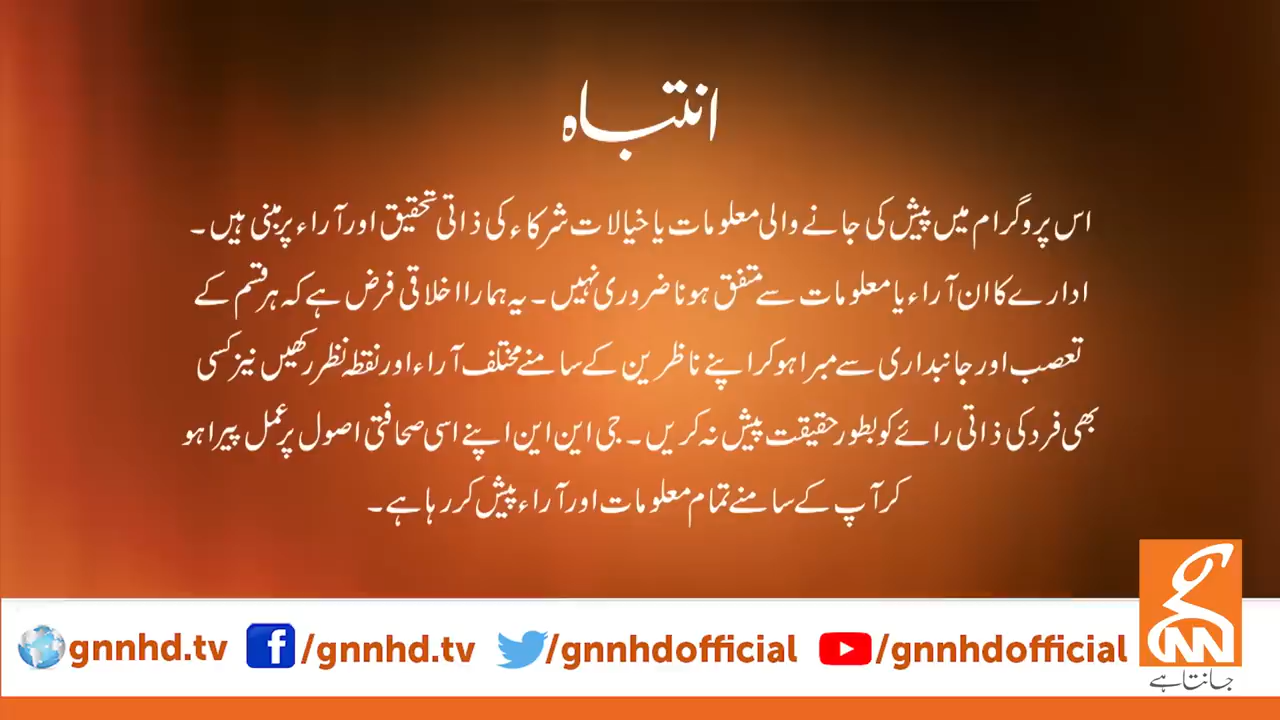 انتباہ
اس پروگرام میں پیش کی جانے والی معلومات یا خیالات شرکاء کی ذاتی تحقیق اور آراء پر مبنی ہیں۔
ادارے کا ان آراء یا معلومات سے متفق ہونا ضروری نہیں۔ یہ ہمارا اخلاقی فرض ہے کہ ہر قسم کے
تعصب اور جانبداری سے مبرا ہو کر اپنے ناظرین کے سامنے مختلف آراء اور نقطہ نظر رکھیں نیز کسی
بھی فرد کی ذاتی رائے کو بطور حقیقت پیش نہ کریں۔ جی این این اپنے اسی صحافتی اصول پر عمل پیرا ہو
کر آپ کے سامنے تمام معلومات اور آراء پیش کر رہا ہے۔
gnnhd.tv /gnnhd.tv /gnnhdofficial /gnnhdofficial
GNN
جانتا ہے